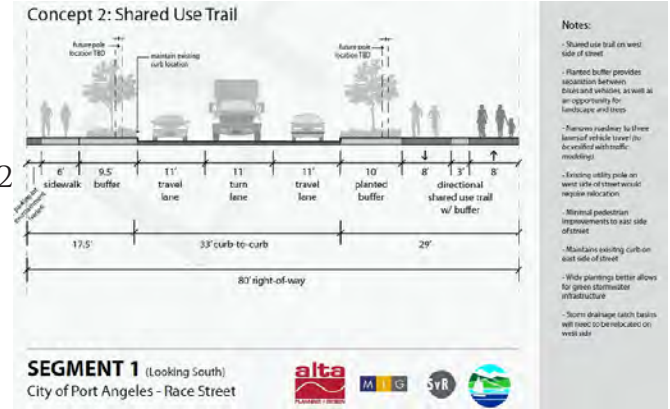 Concept 2: Shared Use Trail
future pole
location TBD
maintain existing
curb location
future pole
location TBD
2
6'
sidewalk
9.5'
buffer
11'
travel
lane
11'
turn
lane
11'
travel
lane
10'
planted
buffer
8'
3'
8'
directional
shared use trail
w/ buffer
17.5'
33' curb-to-curb
29'
80' right-of-way
SEGMENT 1 (Looking South)
City of Port Angeles - Race Street
alta
PLANNING + DESIGN
M I G
SvR
Notes:
- Shared use trail on west
side of street
- Planted buffer provides
separation between
bikes and vehicles, as well as
an opportunity for
landscape and trees
- Narrows roadway to three
lanes of vehicle travel (to
be verified with traffic
modeling)
- Existing utility pole on
west side of street would
require relocation
- Minimal pedestrian
improvements to east side
of street
- Maintains existing curb on
east side of street
- Wide plantings better allows
for green stormwater
infrastructure
- Storm drainage catch basins
will need to be relocated on
west side